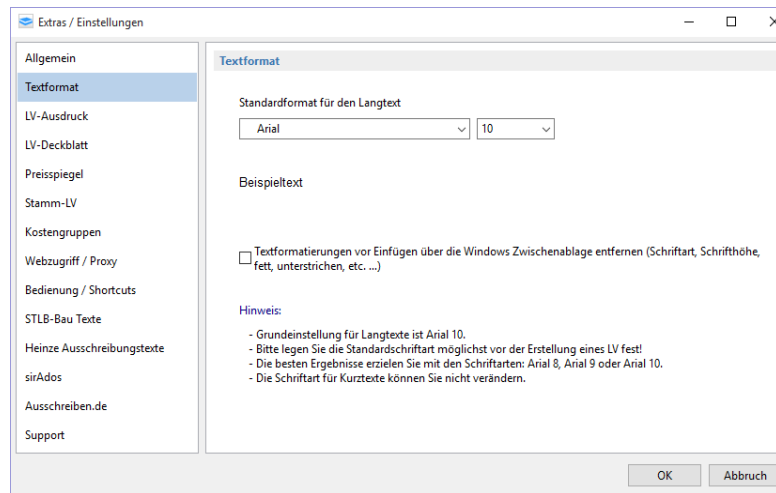 Extras / Einstellungen
Allgemein
Textformat
LV-Ausdruck
LV-Deckblatt
Preisspiegel
Stamm-LV
Kostengruppen
Webzugriff / Proxy
Bedienung / Shortcuts
STLB-Bau Texte
Heinze Ausschreibungstexte
sirAdos
Ausschreiben.de
Support
Textformat
Standardformat für den Langtext
Arial 10
Beispieltext
Textformatierungen vor Einfügen über die Windows Zwischenablage entfernen (Schriftart, Schrifthöhe,
fett, unterstrichen, etc. ...)
Hinweis:
- Grundeinstellung für Langtexte ist Arial 10.
- Bitte legen Sie die Standardschriftart möglichst vor der Erstellung eines LV fest!
- Die besten Ergebnisse erzielen Sie mit den Schriftarten: Arial 8, Arial 9 oder Arial 10.
- Die Schriftart für Kurztexte können Sie nicht verändern.
OK Abbruch